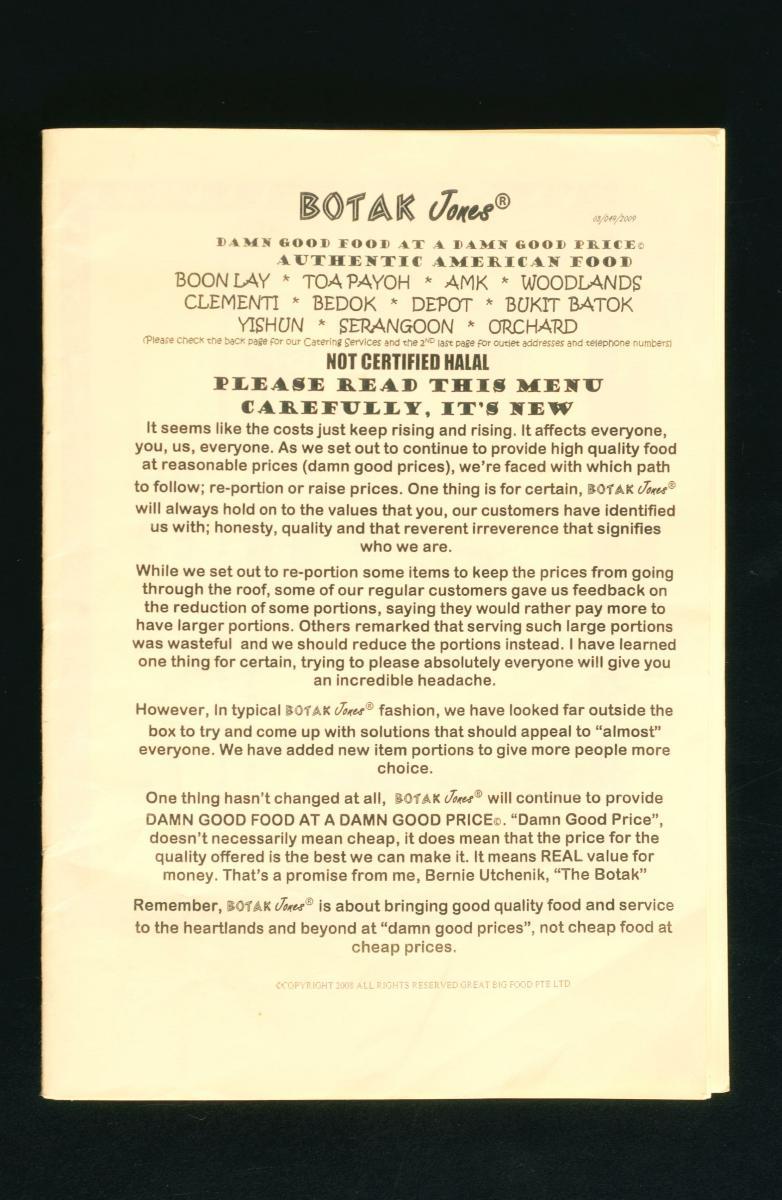 BOTAK Jones®
03/049/2009
DAMN GOOD FOOD AT A DAMN GOOD PRICE©
AUTHENTIC AMERICAN FOOD
BOON LAY * TOA PAYOH * AMK * WOODLANDS
CLEMENTI * BEDOK * DEPOT * BUKIT BATOK
YISHUN * SERANGOON * ORCHARD
(Please check the back page for our Catering Services and the 2ND last page for outlet addresses and telephone numbers)
NOT CERTIFIED HALAL
PLEASE READ THIS MENU
CAREFULLY, IT'S NEW
It seems like the costs just keep rising and rising. It affects everyone,
you, us, everyone. As we set out to continue to provide high quality food
at reasonable prices (damn good prices), we're faced with which path
to follow; re-portion or raise prices. One thing is for certain, BOTAK Jones®
will always hold on to the values that you, our customers have identified
us with; honesty, quality and that reverent irreverence that signifies
who we are.
While we set out to re-portion some items to keep the prices from going
through the roof, some of our regular customers gave us feedback on
the reduction of some portions, saying they would rather pay more to
have larger portions. Others remarked that serving such large portions
was wasteful and we should reduce the portions instead. I have learned
one thing for certain, trying to please absolutely everyone will give you
an incredible headache.
However, In typical BOTAK Jones® fashion, we have looked far outside the
box to try and come up with solutions that should appeal to “almost”
everyone. We have added new item portions to give more people more
choice.
One thing hasn't changed at all, BOTAK Jones® will continue to provide
DAMN GOOD FOOD AT A DAMN GOOD PRICE©. “Damn Good Price”,
doesn't necessarily mean cheap, it does mean that the price for the
quality offered is the best we can make it. It means REAL value for
money. That's a promise from me, Bernie Utchenik, “The Botak”
Remember, BOTAK Jones® is about bringing good quality food and service
to the heartlands and beyond at “damn good prices”, not cheap food at
cheap prices.
©COPYRIGHT 2008 ALL RIGHTS RESERVED GREAT BIG FOOD PTE LTD